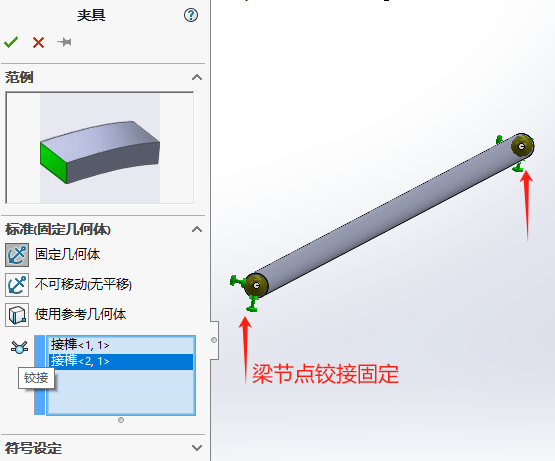 夹具
范例
标准(固定几何体)
固定几何体
不可移动(无平移)
使用参考几何体
接榫<1, 1>
接榫<2, 1>
铰接
符号设定
梁节点铰接固定